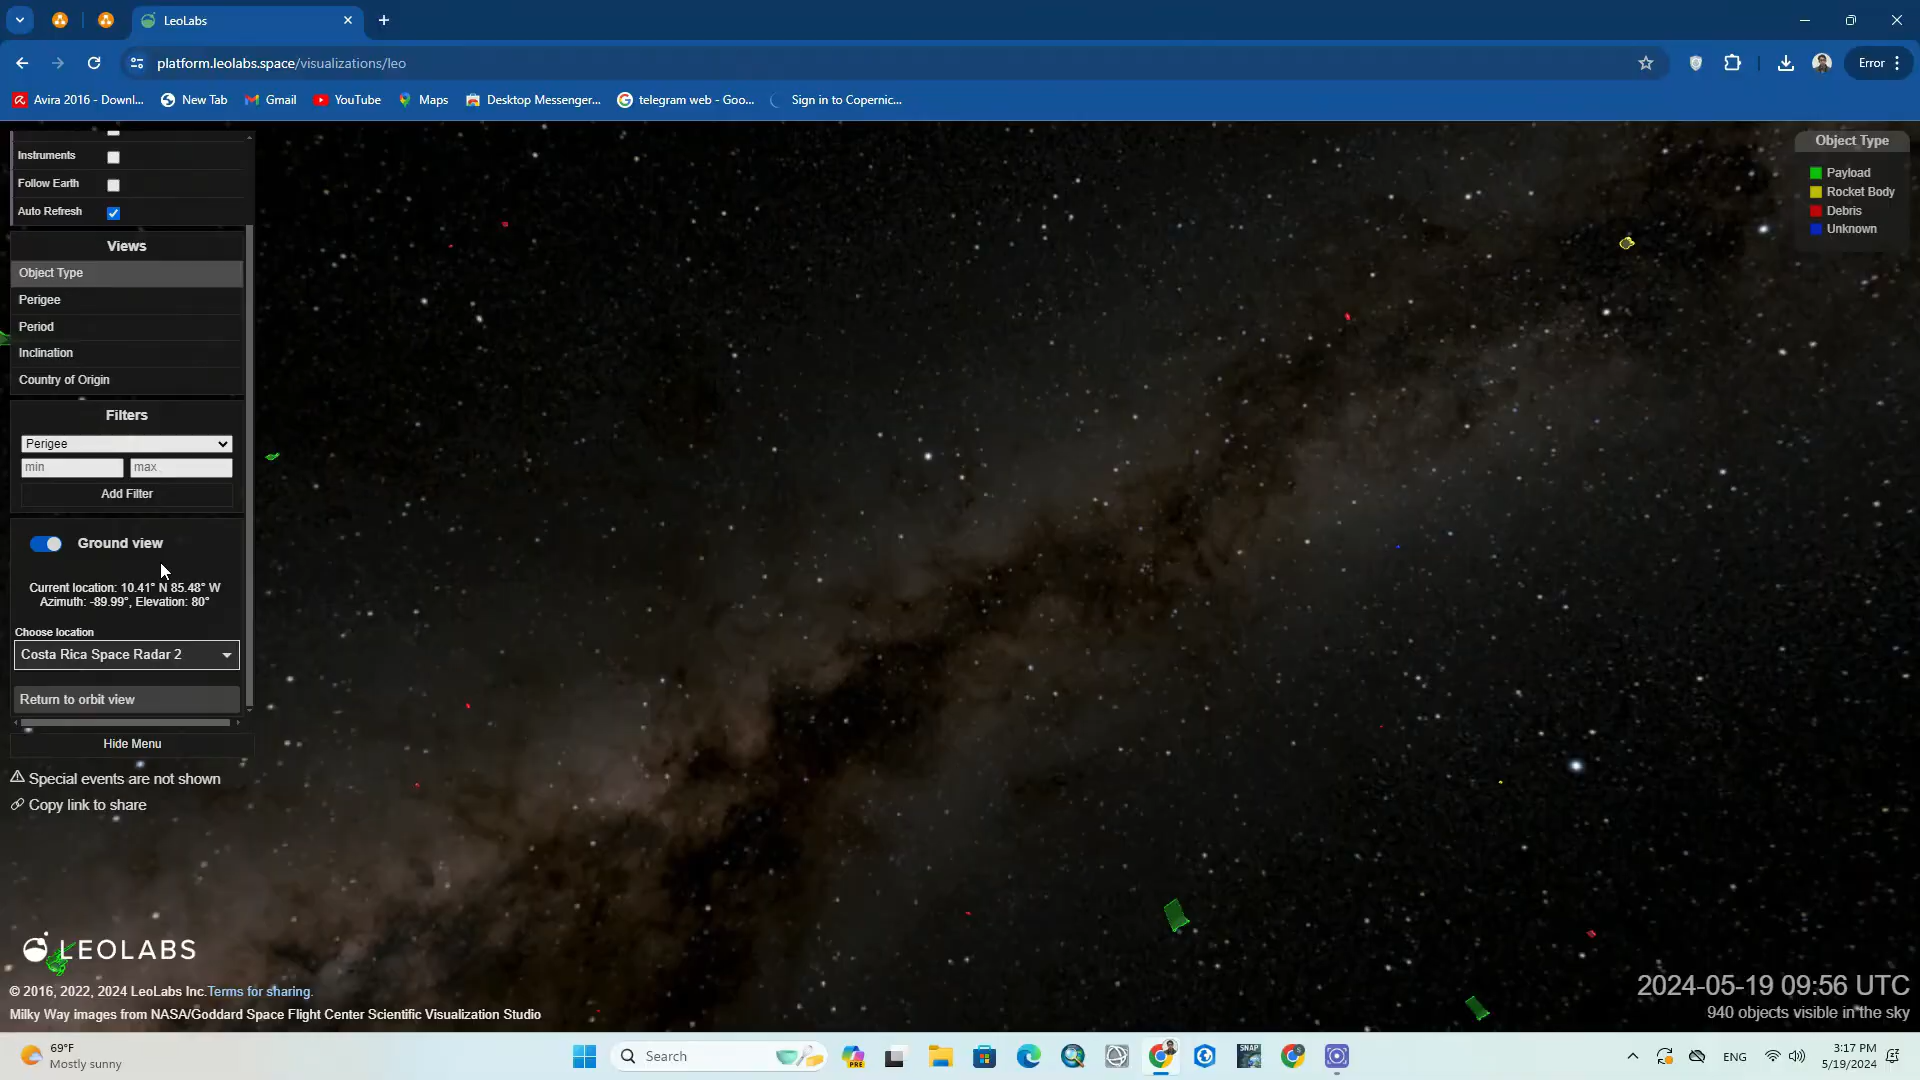 LeoLabs
platform.leolabs.space/visualizations/leo
Error
Avira 2016 - Downl...
New Tab
Gmail
YouTube
Maps
Desktop Messenger...
telegram web - Goo...
Sign in to Copernic...
Instruments
Follow Earth
Auto Refresh
Views
Object Type
Perigee
Period
Inclination
Country of Origin
Filters
Perigee
min max
Add Filter
Ground view
Current location: 10.41° N 85.48° W
Azimuth: -89.99°, Elevation: 80°
Choose location
Costa Rica Space Radar 2
Return to orbit view
Hide Menu
Special events are not shown
Copy link to share
Object Type
Payload
Rocket Body
Debris
Unknown
LEOLABS
© 2016, 2022, 2024 LeoLabs Inc.Terms for sharing.
Milky Way images from NASA/Goddard Space Flight Center Scientific Visualization Studio
2024-05-19 09:56 UTC
940 objects visible in the sky
69°F
Mostly sunny
Search
PRE
SNAP
ENG
3:17 PM
5/19/2024